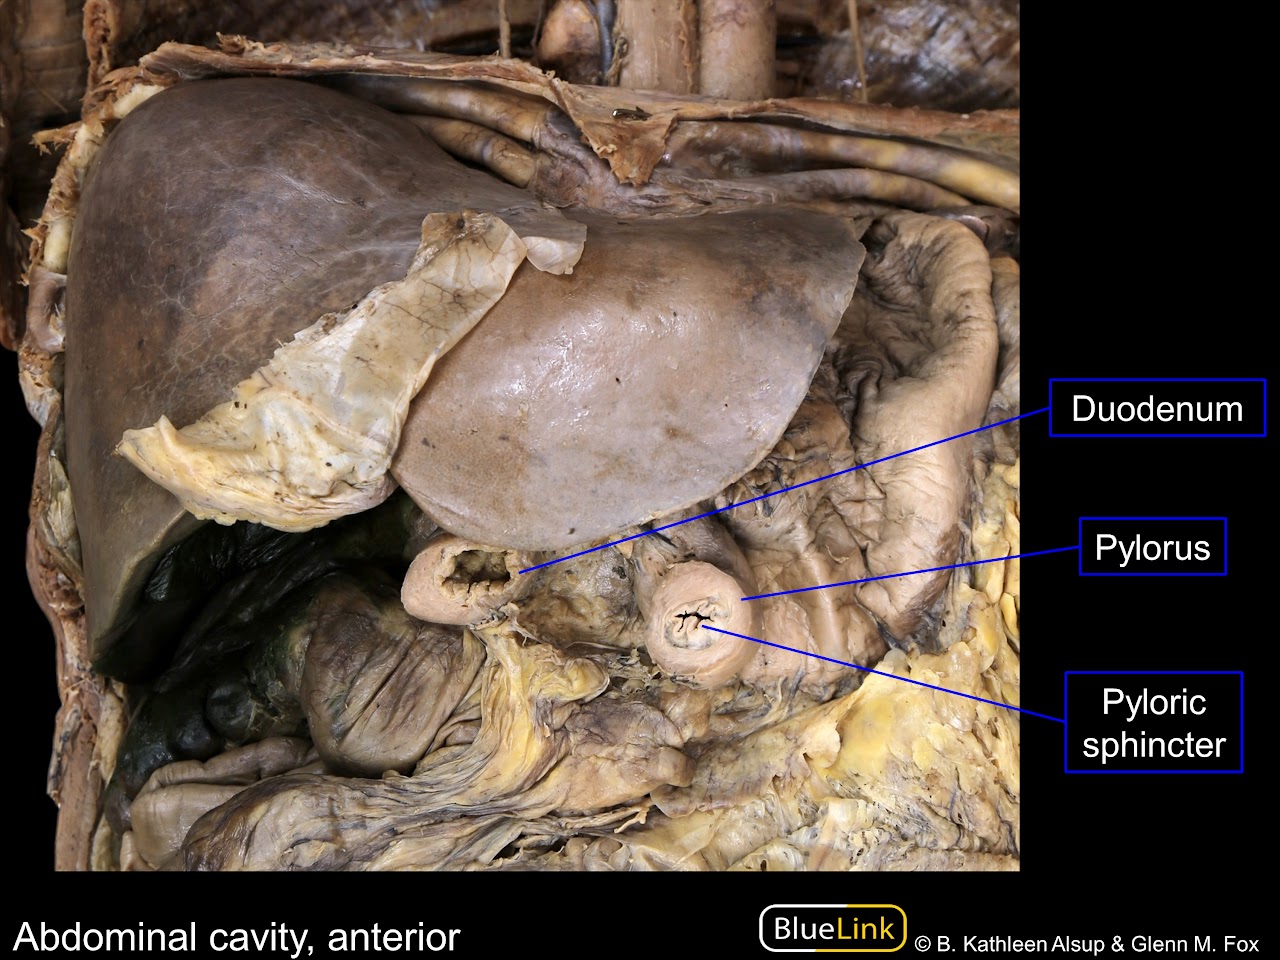 Duodenum
Pylorus
Pyloric
sphincter
Abdominal cavity, anterior
BlueLink
© B. Kathleen Alsup & Glenn M. Fox